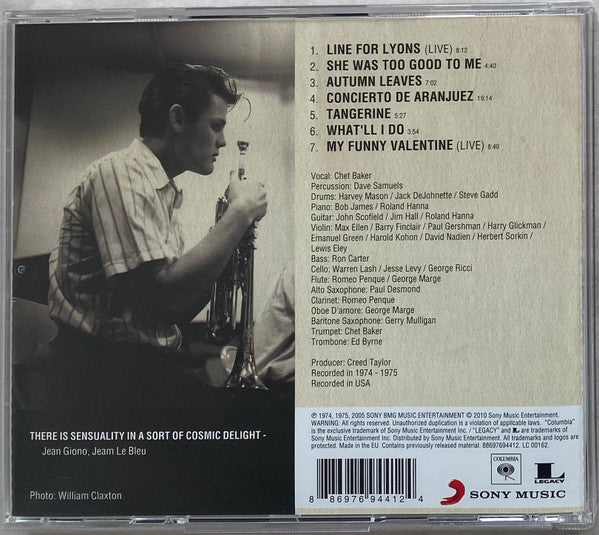 1. LINE FOR LYONS (LIVE) 8:12
2. SHE WAS TOO GOOD TO ME 4:40
3. AUTUMN LEAVES 7:02
4. CONCIERTO DE ARANJUEZ 19:14
5. TANGERINE 5:27
6. WHAT'LL I DO 3:54
7. MY FUNNY VALENTINE (LIVE) 8:40
Vocal: Chet Baker
Percussion: Dave Samuels
Drums: Harvey Mason / Jack DeJohnette / Steve Gadd
Piano: Bob James / Roland Hanna
Guitar: John Scofield / Jim Hall / Roland Hanna
Violin: Max Ellen / Barry Finclair / Paul Gershman / Harry Glickman /
Emanuel Green / Harold Kohon / David Nadien / Herbert Sorkin /
Lewis Eley
Bass: Ron Carter
Cello: Warren Lash / Jesse Levy / George Ricci
Flute: Romeo Penque / George Marge
Alto Saxophone: Paul Desmond
Clarinet: Romeo Penque
Oboe D'amore: George Marge
Baritone Saxophone: Gerry Mulligan
Trumpet: Chet Baker
Trombone: Ed Byrne
Producer: Creed Taylor
Recorded in 1974 - 1975
Recorded in USA
THERE IS SENSUALITY IN A SORT OF COSMIC DELIGHT -
Jean Giono, Jeam Le Bleu
Photo: William Claxton
℗ 1974, 1975, 2005 SONY BMG MUSIC ENTERTAINMENT © 2010 Sony Music Entertainment.
WARNING: All Rights Reserved. Unauthorized duplication is a violation of applicable laws. "Columbia"
is the exclusive trademark of Sony Music Entertainment Inc. / "LEGACY" and L are trademarks of
Sony Music Entertainment Inc. Distributed by Sony Music Entertainment. All trademarks and logos are
protected. Made in the EU. Contains previously released material. 88697694412. LC 00162.
COLUMBIA
L
LEGACY
8 86976 94412 4
SONY MUSIC